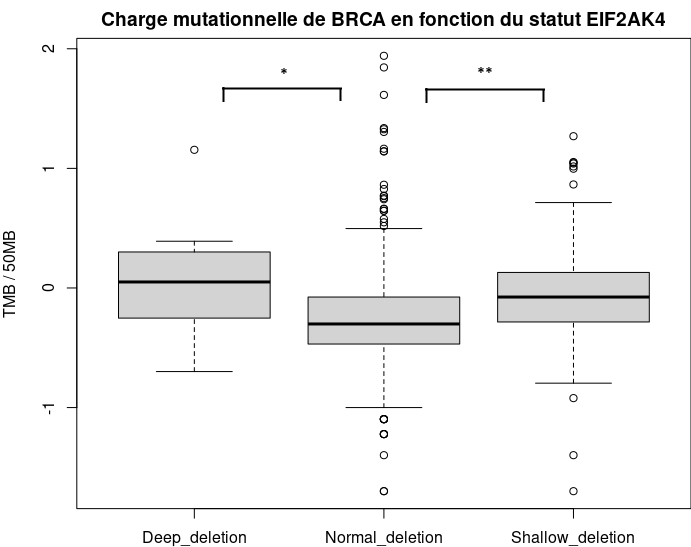 Charge mutationnelle de BRCA en fonction du statut EIF2AK4
TMB / 50MB
2
1
0
-1
*
**
Deep_deletion
Normal_deletion
Shallow_deletion